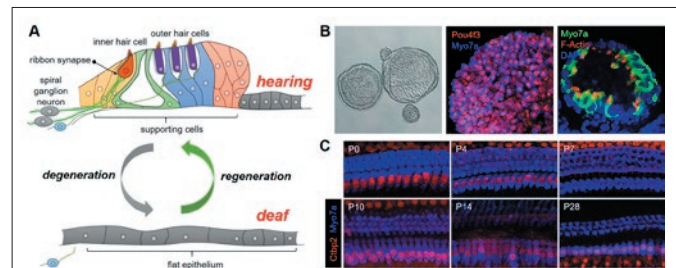 A
inner hair cell
outer hair cells
ribbon synapse
spiral
ganglion
neuron
hearing
supporting cells
degeneration
regeneration
deaf
flat epithelium
B
Pou4f3
Myo7a
Myo7a
F-Actin
C
P0
P4
P7
Ctbp2 Myo7a
P10
P14
P28